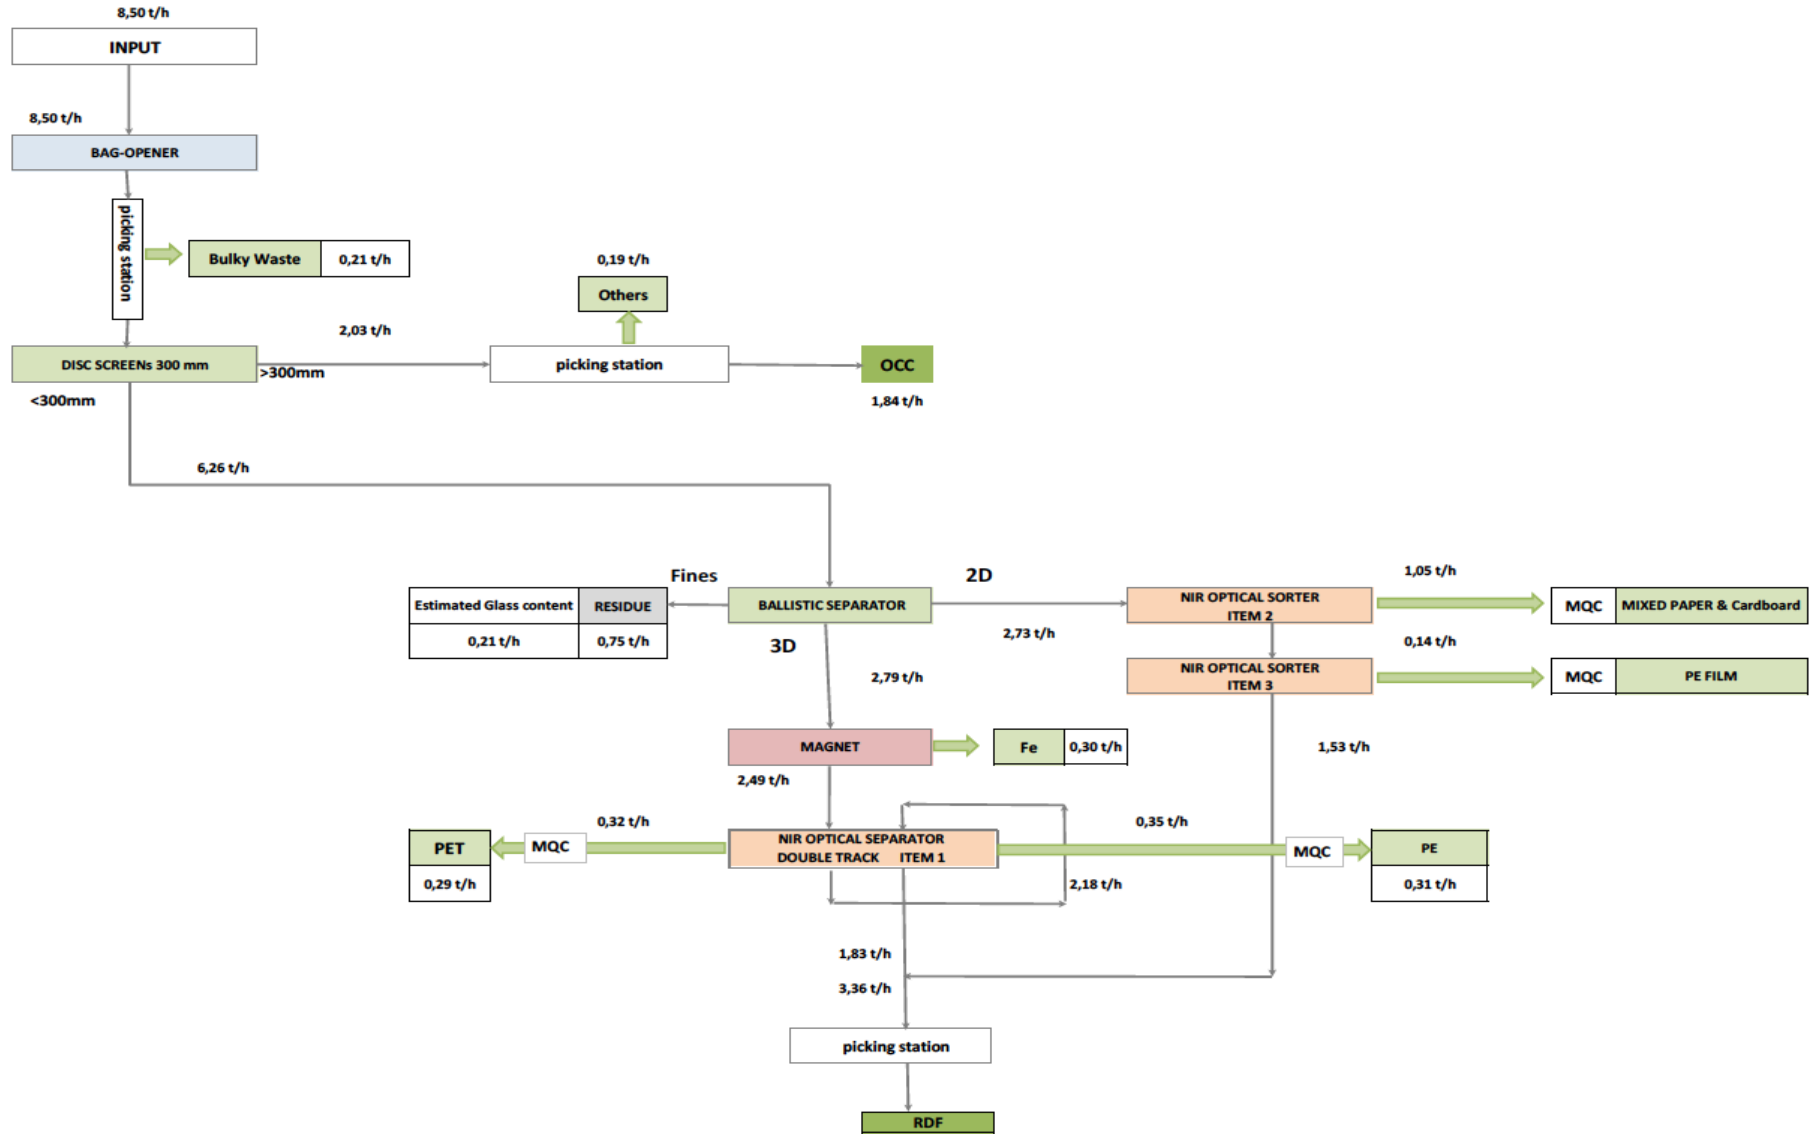 8,50 t/h
INPUT
8,50 t/h
BAG-OPENER
picking station
Bulky Waste
0,21 t/h
0,19 t/h
Others
2,03 t/h
DISC SCREENs 300 mm
>300mm
picking station
OCC
<300mm
1,84 t/h
6,26 t/h
Fines
2D
1,05 t/h
Estimated Glass content
RESIDUE
0,21 t/h
0,75 t/h
BALLISTIC SEPARATOR
NIR OPTICAL SORTER
ITEM 2
MQC
MIXED PAPER & Cardboard
3D
2,73 t/h
0,14 t/h
2,79 t/h
NIR OPTICAL SORTER
ITEM 3
MQC
PE FILM
MAGNET
Fe
0,30 t/h
1,53 t/h
2,49 t/h
0,32 t/h
0,35 t/h
PET
MQC
NIR OPTICAL SEPARATOR
DOUBLE TRACK ITEM 1
MQC
PE
0,29 t/h
2,18 t/h
0,31 t/h
1,83 t/h
3,36 t/h
picking station
RDF